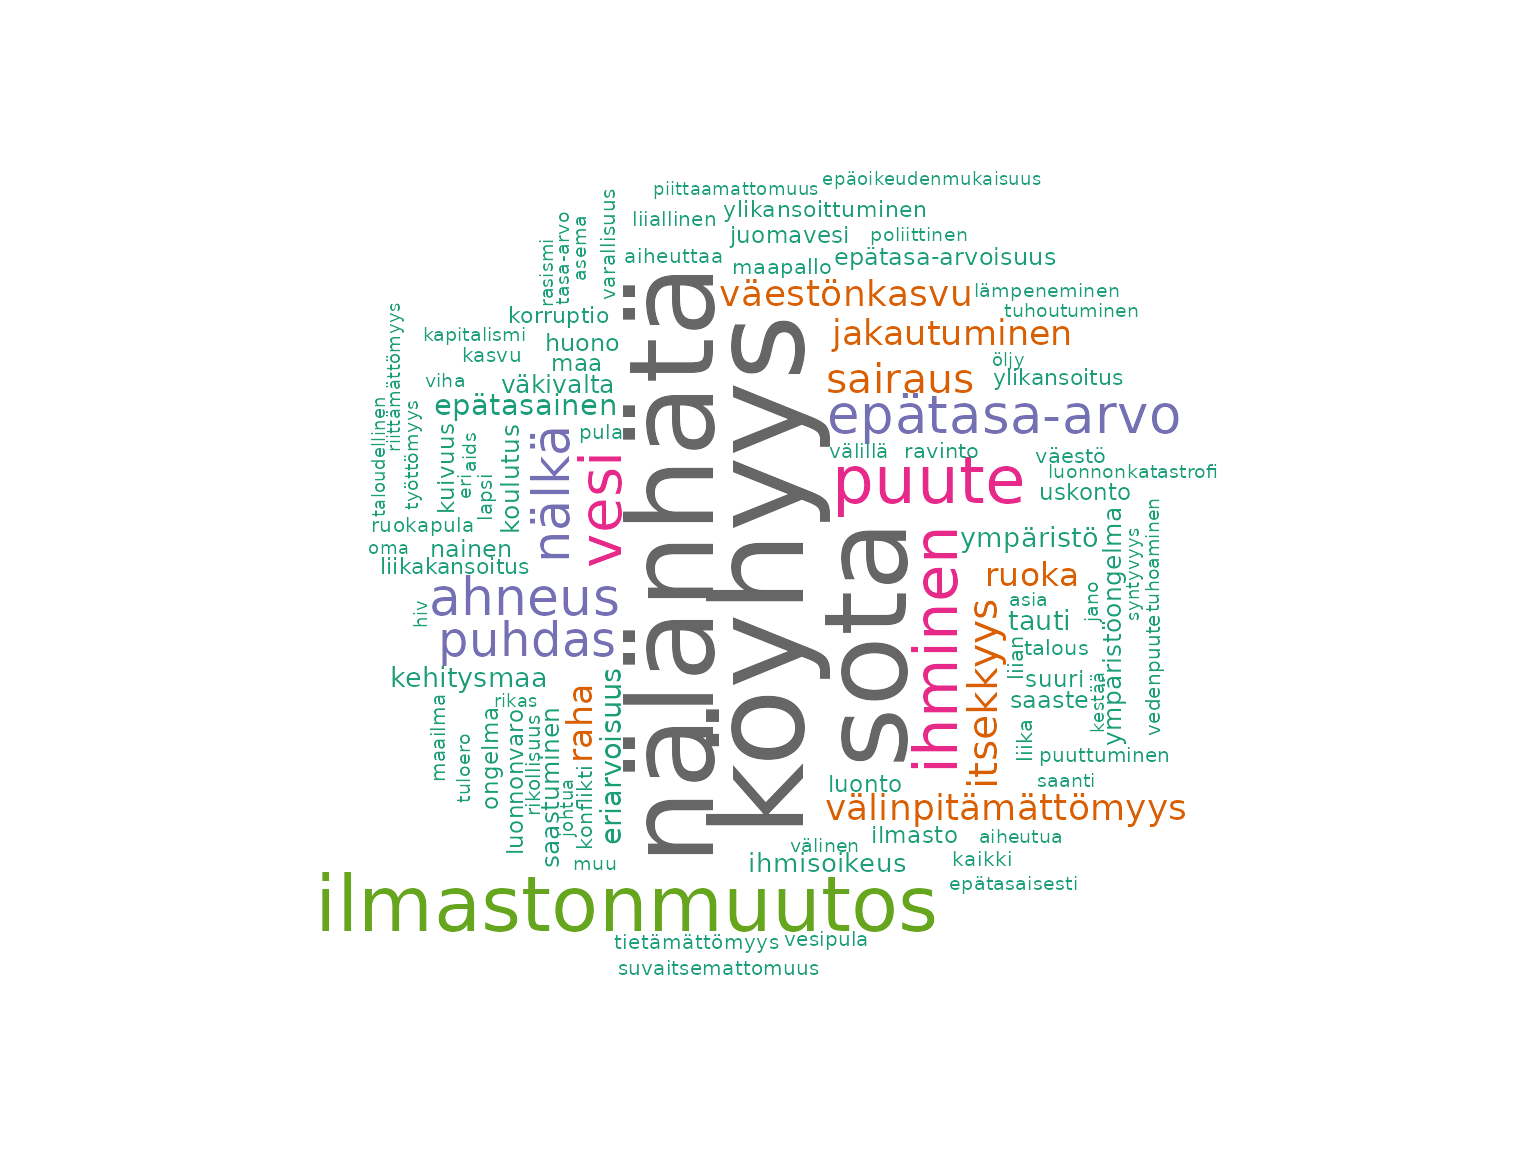 epäoikeudenmukaisuus
piittaamattomuus
ylikansoittuminen
liiallinen
juomavesi
poliittinen
varallisuus
asema
tasa-arvo
rasismi
aiheuttaa
maapallo
epätasa-arvoisuus
väestönkasvu
lämpeneminen
tuhoutuminen
korruptio
kapitalismi
huono
jakautuminen
kasvu
maa
öljy
viha
väkivalta
sairaus
ylikansoitus
epätasainen
epätasa-arvo
riittämättömyys
taloudellinen
työttömyys
kuivuus
eri
aids
lapsi
koulutus
nälkä
pula
vesi
nälänhätä
köyhyys
sota
välillä
ravinto
väestö
puute
luonnonkatastrofi
uskonto
ruokapula
oma
nainen
liikakansoitus
ympäristö
ihminen
itsekkyys
ruoka
ympäristöongelma
syntyvyys
tuhoaminen
vedenpuute
jano
asia
tauti
ahneus
hiv
puhdas
liian
talous
kehitysmaa
suuri
kestää
saaste
rikas
maailma
tuloero
ongelma
luonnonvaro
rikollisuus
saastuminen
johtua
konflikti
raha
eriarvoisuus
liika
puuttuminen
luonto
saanti
välinpitämättömyys
ilmasto
aiheutua
välinen
muu
ihmisoikeus
kaikki
epätasaisesti
ilmastonmuutos
tietämättömyys
vesipula
suvaitsemattomuus